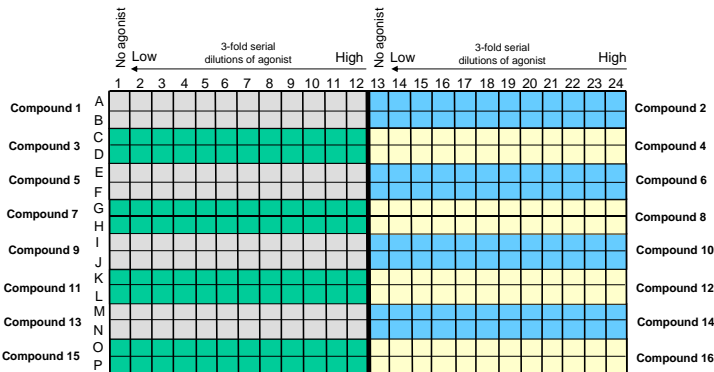 No agonist
Low
3-fold serial
dilutions of agonist
High
No agonist
Low
3-fold serial
dilutions of agonist
High
1 2 3 4 5 6 7 8 9 10 11 12 13 14 15 16 17 18 19 20 21 22 23 24
Compound 1
A
B
Compound 2
Compound 3
C
D
Compound 4
Compound 5
E
F
Compound 6
Compound 7
G
H
Compound 8
Compound 9
I
J
Compound 10
Compound 11
K
L
Compound 12
Compound 13
M
N
Compound 14
Compound 15
O
P
Compound 16